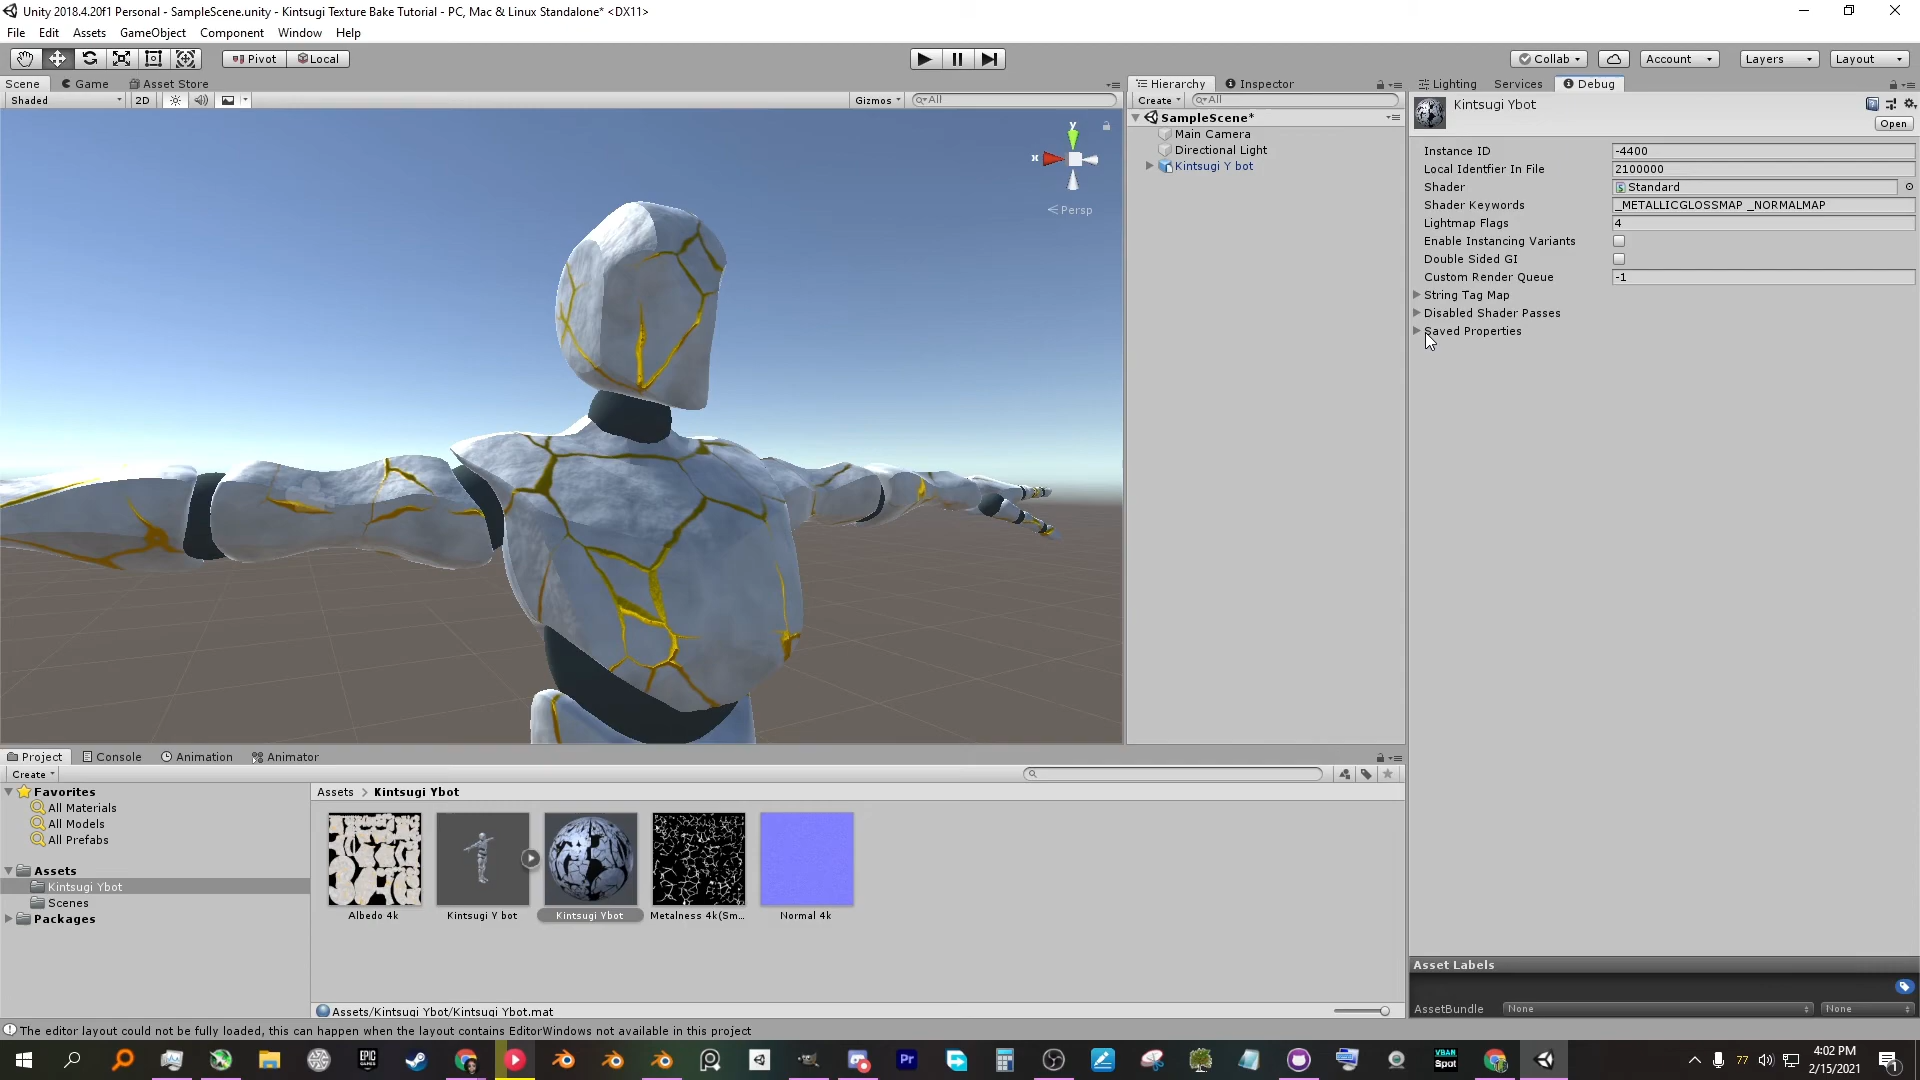 Unity 2018.4.20f1 Personal - SampleScene.unity - Kintsugi Texture Bake Tutorial - PC, Mac & Linux Standalone* <DX11>
File Edit Assets GameObject Component Window Help
Pivot Local Collab Account Layers Layout
Scene Game Asset Store
Shaded 2D Gizmos All
y
x
Persp
Hierarchy Inspector
Create All
SampleScene*
Main Camera
Directional Light
Kintsugi Y bot
Lighting Services Debug
Kintsugi Ybot
Open
Instance ID -4400
Local Identfier In File 2100000
Shader Standard
Shader Keywords _METALLICGLOSSMAP _NORMALMAP
Lightmap Flags 4
Enable Instancing Variants
Double Sided GI
Custom Render Queue -1
String Tag Map
Disabled Shader Passes
Saved Properties
Project Console Animation Animator
Create
Favorites
All Materials
All Models
All Prefabs
Assets
Kintsugi Ybot
Scenes
Packages
Assets > Kintsugi Ybot
Albedo 4k Kintsugi Y bot Kintsugi Ybot Metalness 4k(Sm... Normal 4k
Assets/Kintsugi Ybot/Kintsugi Ybot.mat
Asset Labels
AssetBundle None None
The editor layout could not be fully loaded, this can happen when the layout contains EditorWindows not available in this project
EPIC GAMES
Pr
VBAN Spot
77
4:02 PM
2/15/2021
1